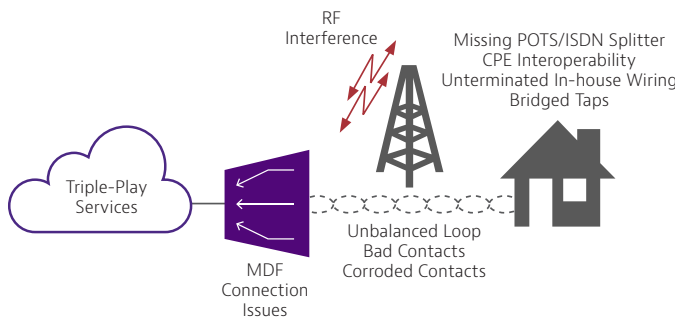 RF
Interference
Missing POTS/ISDN Splitter
CPE Interoperability
Unterminated In-house Wiring
Bridged Taps
Triple-Play
Services
Unbalanced Loop
Bad Contacts
Corroded Contacts
MDF
Connection
Issues